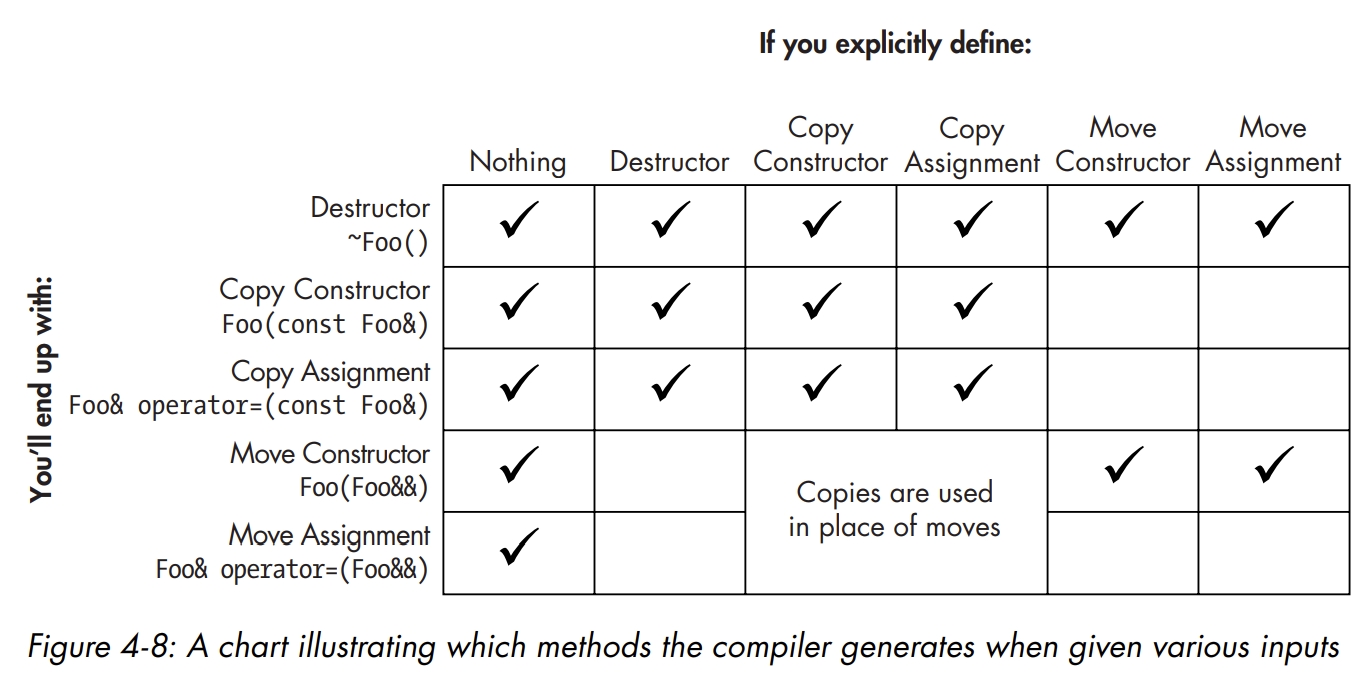 If you explicitly define:
Nothing
Destructor
Copy
Constructor
Copy
Assignment
Move
Constructor
Move
Assignment
You'll end up with:
Destructor
~Foo()
Copy Constructor
Foo(const Foo&)
Copy Assignment
Foo& operator=(const Foo&)
Move Constructor
Foo(Foo&&)
Move Assignment
Foo& operator=(Foo&&)
Copies are used
in place of moves
Figure 4-8: A chart illustrating which methods the compiler generates when given various inputs